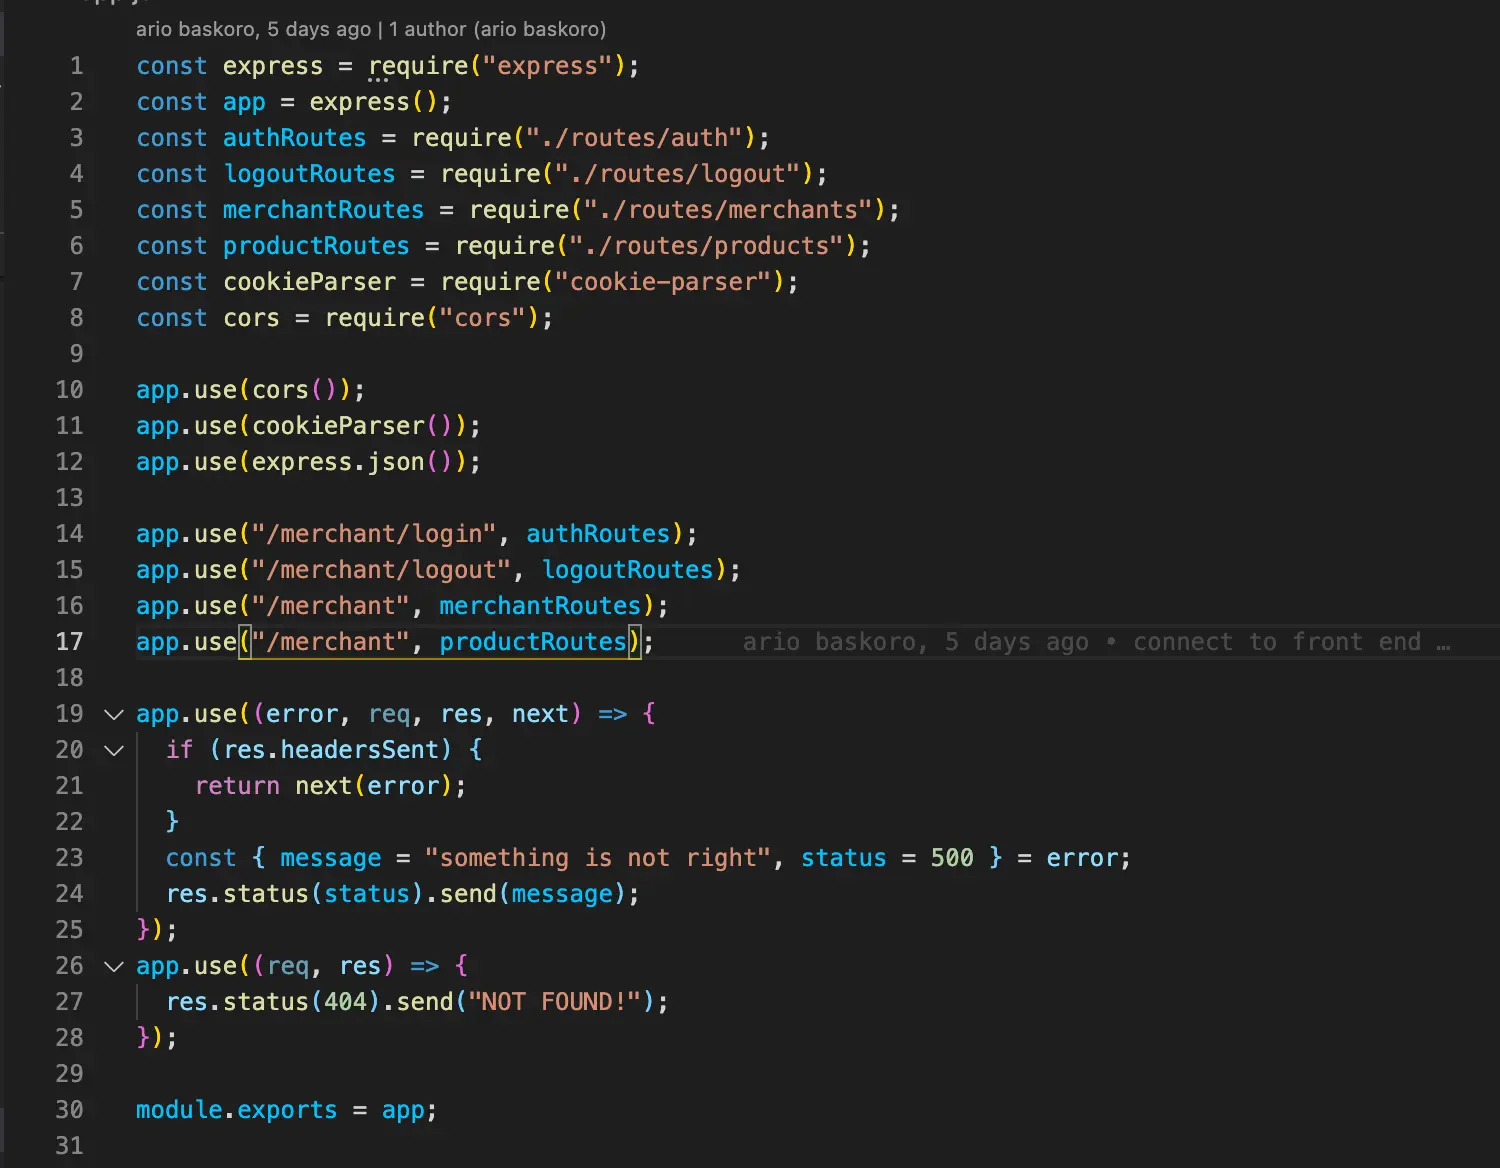 ario baskoro, 5 days ago | 1 author (ario baskoro)
1 const express = require("express");
2 const app = express();
3 const authRoutes = require("./routes/auth");
4 const logoutRoutes = require("./routes/logout");
5 const merchantRoutes = require("./routes/merchants");
6 const productRoutes = require("./routes/products");
7 const cookieParser = require("cookie-parser");
8 const cors = require("cors");
9
10 app.use(cors());
11 app.use(cookieParser());
12 app.use(express.json());
13
14 app.use("/merchant/login", authRoutes);
15 app.use("/merchant/logout", logoutRoutes);
16 app.use("/merchant", merchantRoutes);
17 app.use("/merchant", productRoutes); ario baskoro, 5 days ago • connect to front end …
18
19 app.use((error, req, res, next) => {
20 if (res.headersSent) {
21 return next(error);
22 }
23 const { message = "something is not right", status = 500 } = error;
24 res.status(status).send(message);
25 });
26 app.use((req, res) => {
27 res.status(404).send("NOT FOUND!");
28 });
29
30 module.exports = app;
31